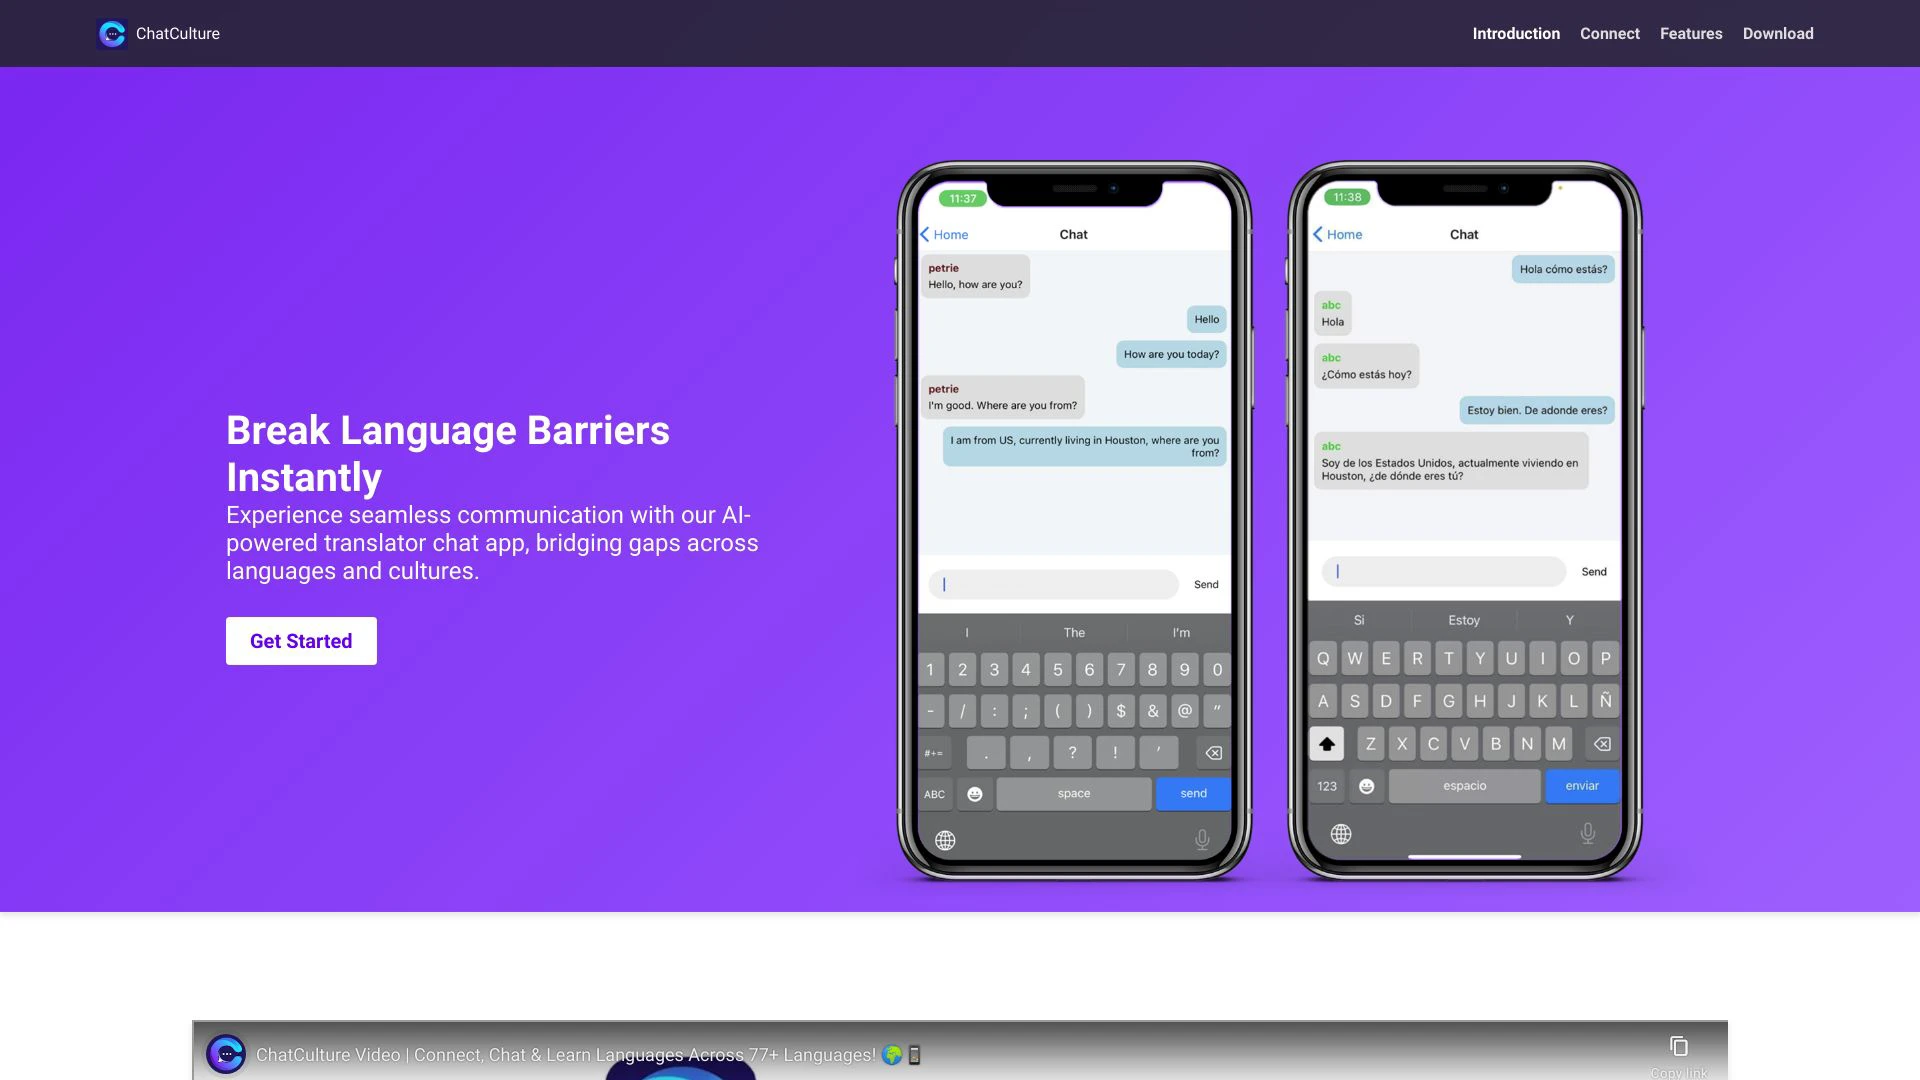 ChatCulture
Introduction
Connect
Features
Download
Break Language Barriers
Instantly
Experience seamless communication with our AI-
powered translator chat app, bridging gaps across
languages and cultures.
Get Started
11:37
Home
Chat
petrie
Hello, how are you?
Hello
How are you today?
petrie
I'm good. Where are you from?
I am from US, currently living in Houston, where are you
from?
Send
I The I'm
1 2 3 4 5 6 7 8 9 0
- / : ; ( ) $ & @ "
#+= . , ? ! '
ABC space send
11:38
Home
Chat
Hola cómo estás?
abc
Hola
abc
¿Cómo estás hoy?
Estoy bien. De adonde eres?
abc
Soy de los Estados Unidos, actualmente viviendo en
Houston, ¿de dónde eres tú?
Send
Si Estoy Y
Q W E R T Y U I O P
A S D F G H J K L Ñ
Z X C V B N M
123 espacio enviar
ChatCulture Video | Connect, Chat & Learn Languages Across 77+ Languages! 🌍📱
Copy link